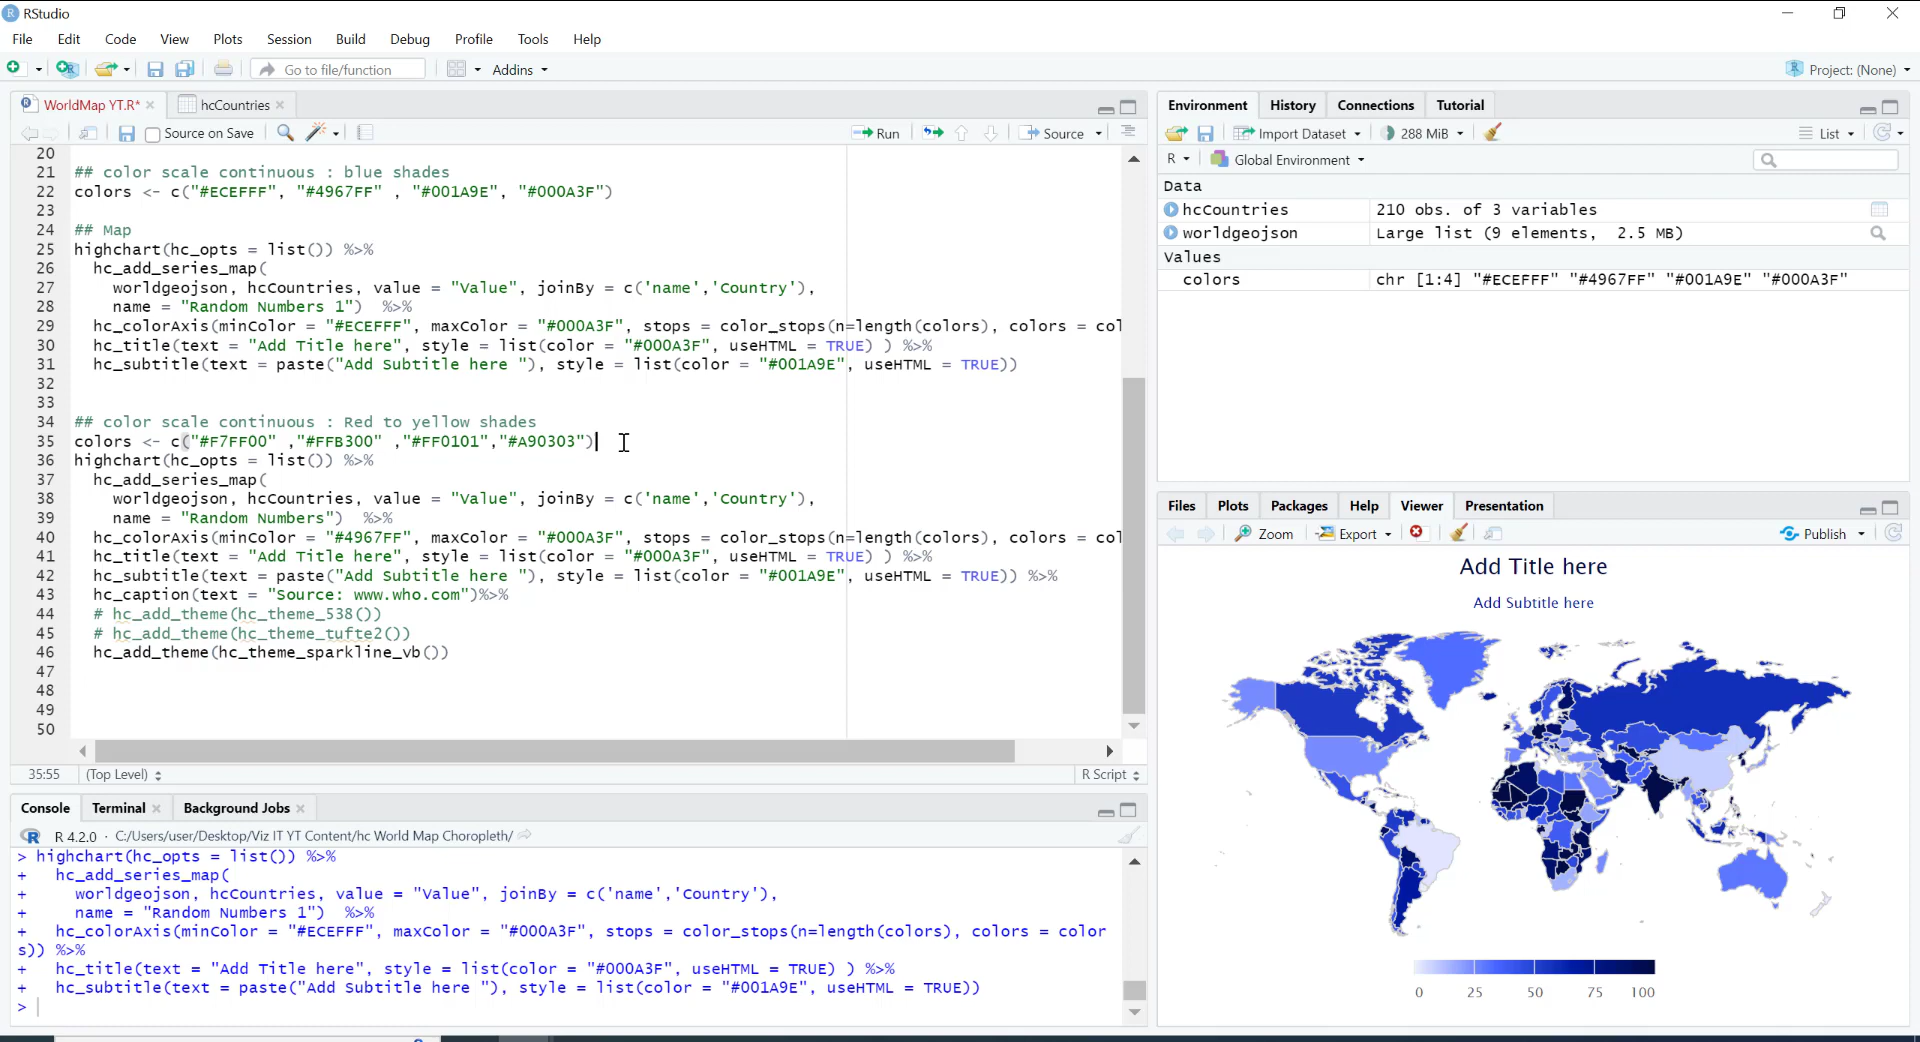 RStudio
File Edit Code View Plots Session Build Debug Profile Tools Help
Go to file/function Addins Project: (None)
WorldMap YT.R* hcCountries
Source on Save Run Source
20
21 ## color scale continuous : blue shades
22 colors <- c("#ECEFFF", "#4967FF" , "#001A9E", "#000A3F")
23
24 ## Map
25 highchart(hc_opts = list()) %>%
26 hc_add_series_map(
27 worldgeojson, hcCountries, value = "Value", joinBy = c('name','Country'),
28 name = "Random Numbers 1") %>%
29 hc_colorAxis(minColor = "#ECEFFF", maxColor = "#000A3F", stops = color_stops(n=length(colors), colors = col
30 hc_title(text = "Add Title here", style = list(color = "#000A3F", useHTML = TRUE) ) %>%
31 hc_subtitle(text = paste("Add Subtitle here "), style = list(color = "#001A9E", useHTML = TRUE))
32
33
34 ## color scale continuous : Red to yellow shades
35 colors <- c("#F7FF00" ,"#FFB300" ,"#FF0101","#A90303")
36 highchart(hc_opts = list()) %>%
37 hc_add_series_map(
38 worldgeojson, hcCountries, value = "Value", joinBy = c('name','Country'),
39 name = "Random Numbers") %>%
40 hc_colorAxis(minColor = "#4967FF", maxColor = "#000A3F", stops = color_stops(n=length(colors), colors = col
41 hc_title(text = "Add Title here", style = list(color = "#000A3F", useHTML = TRUE) ) %>%
42 hc_subtitle(text = paste("Add Subtitle here "), style = list(color = "#001A9E", useHTML = TRUE)) %>%
43 hc_caption(text = "Source: www.who.com")%>%
44 # hc_add_theme(hc_theme_538())
45 # hc_add_theme(hc_theme_tufte2())
46 hc_add_theme(hc_theme_sparkline_vb())
47
48
49
50
35:55 (Top Level) R Script
Console Terminal Background Jobs
R 4.2.0 · C:/Users/user/Desktop/Viz IT YT Content/hc World Map Choropleth/
> highchart(hc_opts = list()) %>%
+ hc_add_series_map(
+ worldgeojson, hcCountries, value = "Value", joinBy = c('name','Country'),
+ name = "Random Numbers 1") %>%
+ hc_colorAxis(minColor = "#ECEFFF", maxColor = "#000A3F", stops = color_stops(n=length(colors), colors = color
s)) %>%
+ hc_title(text = "Add Title here", style = list(color = "#000A3F", useHTML = TRUE) ) %>%
+ hc_subtitle(text = paste("Add Subtitle here "), style = list(color = "#001A9E", useHTML = TRUE))
>
Environment History Connections Tutorial
Import Dataset 288 MiB List
R Global Environment
Data
hcCountries 210 obs. of 3 variables
worldgeojson Large list (9 elements, 2.5 MB)
Values
colors chr [1:4] "#ECEFFF" "#4967FF" "#001A9E" "#000A3F"
Files Plots Packages Help Viewer Presentation
Zoom Export Publish
Add Title here
Add Subtitle here
0 25 50 75 100